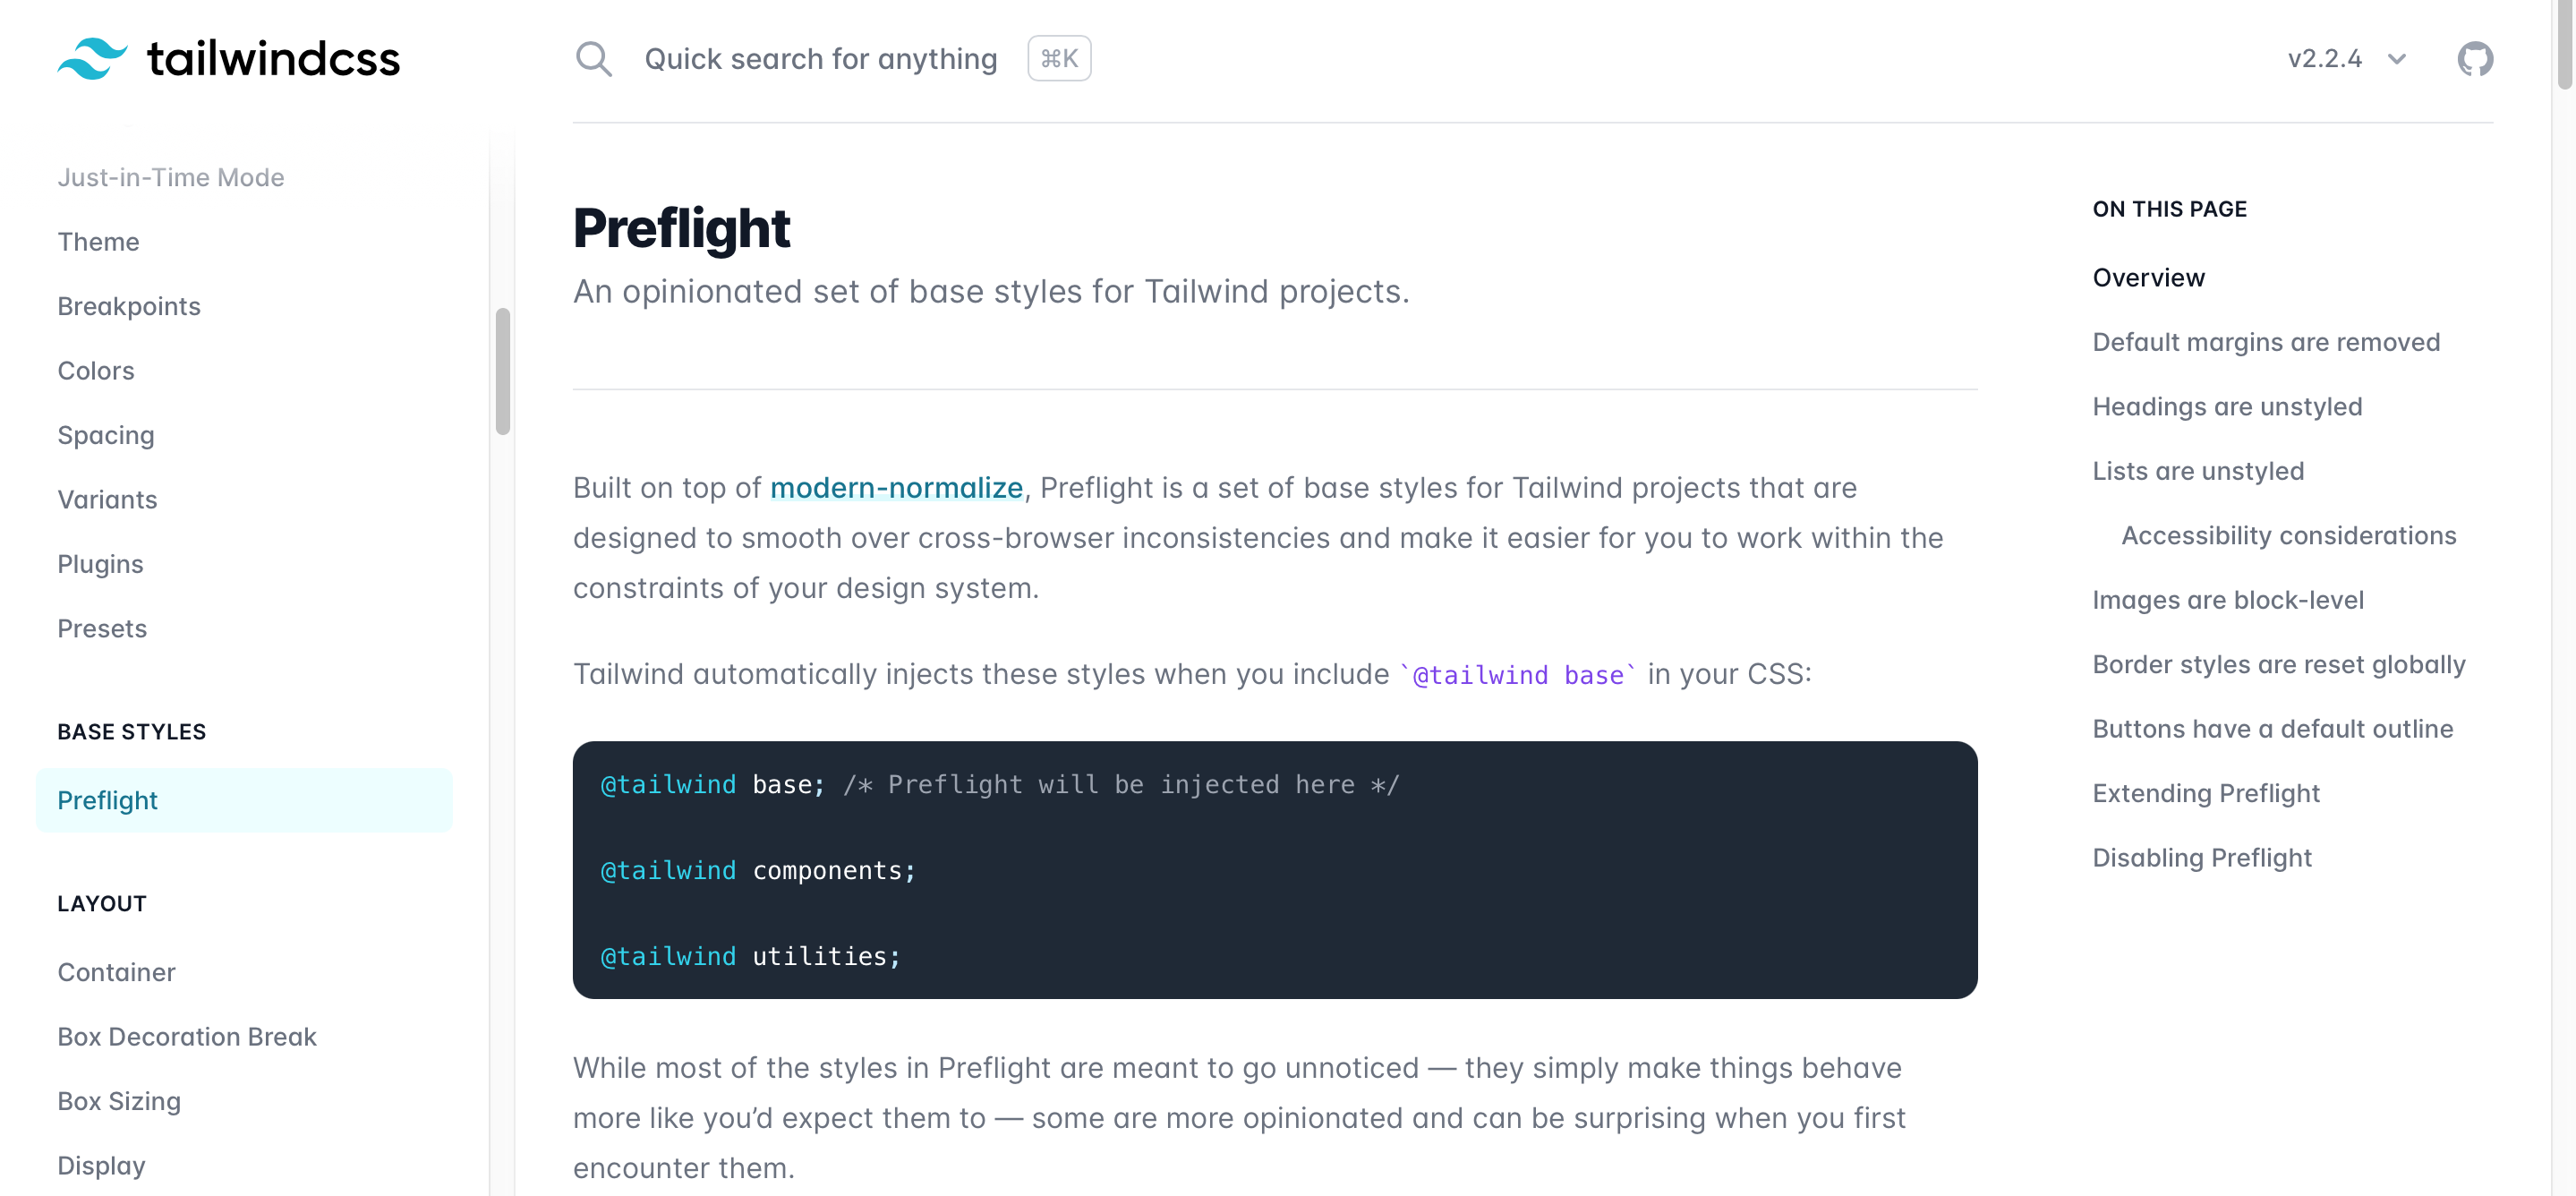 tailwindcss
Quick search for anything
⌘K
v2.2.4
Just-in-Time Mode
Theme
Breakpoints
Colors
Spacing
Variants
Plugins
Presets
BASE STYLES
Preflight
LAYOUT
Container
Box Decoration Break
Box Sizing
Display
Preflight
An opinionated set of base styles for Tailwind projects.
Built on top of modern-normalize, Preflight is a set of base styles for Tailwind projects that are
designed to smooth over cross-browser inconsistencies and make it easier for you to work within the
constraints of your design system.
Tailwind automatically injects these styles when you include `@tailwind base` in your CSS:
@tailwind base; /* Preflight will be injected here */
@tailwind components;
@tailwind utilities;
While most of the styles in Preflight are meant to go unnoticed — they simply make things behave
more like you’d expect them to — some are more opinionated and can be surprising when you first
encounter them.
ON THIS PAGE
Overview
Default margins are removed
Headings are unstyled
Lists are unstyled
Accessibility considerations
Images are block-level
Border styles are reset globally
Buttons have a default outline
Extending Preflight
Disabling Preflight